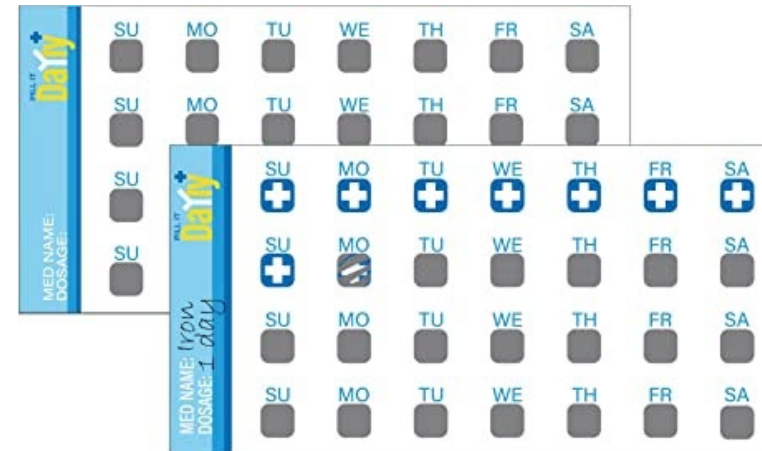 SU MO TU WE TH FR SA
SU MO TU WE TH FR SA
SU
SU
PILL IT
Daily
MED NAME:
DOSAGE:
SU MO TU WE TH FR SA
SU MO TU WE TH FR SA
SU MO TU WE TH FR SA
SU MO TU WE TH FR SA
PILL IT
Daily
MED NAME: Iron
DOSAGE: 1 day